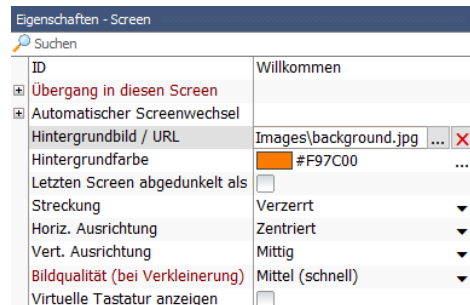 Eigenschaften - Screen
Suchen
ID Willkommen
Übergang in diesen Screen
Automatischer Screenwechsel
Hintergrundbild / URL Images\background.jpg ...
Hintergrundfarbe #F97C00 ...
Letzten Screen abgedunkelt als
Streckung Verzerrt
Horiz. Ausrichtung Zentriert
Vert. Ausrichtung Mittig
Bildqualität (bei Verkleinerung) Mittel (schnell)
Virtuelle Tastatur anzeigen